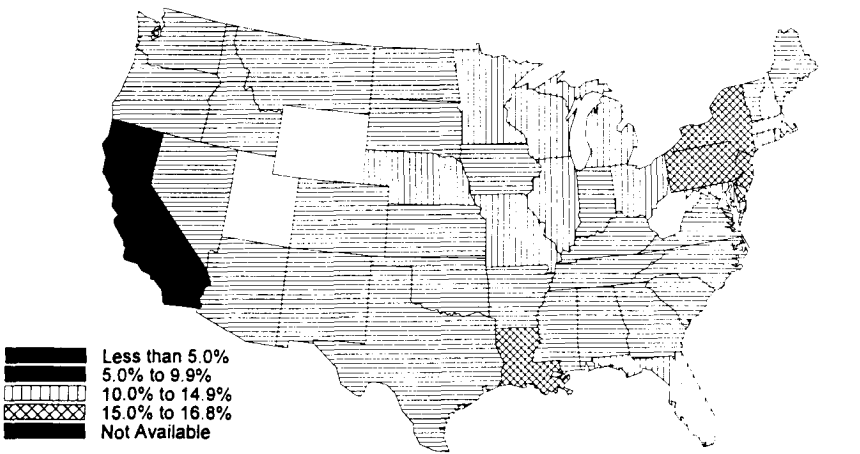 Less than 5.0%
5.0% to 9.9%
10.0% to 14.9%
15.0% to 16.8%
Not Available